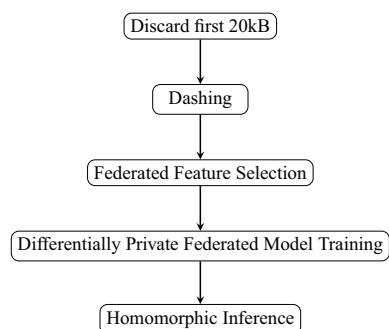 Discard first 20kB
Dashing
Federated Feature Selection
Differentially Private Federated Model Training
Homomorphic Inference